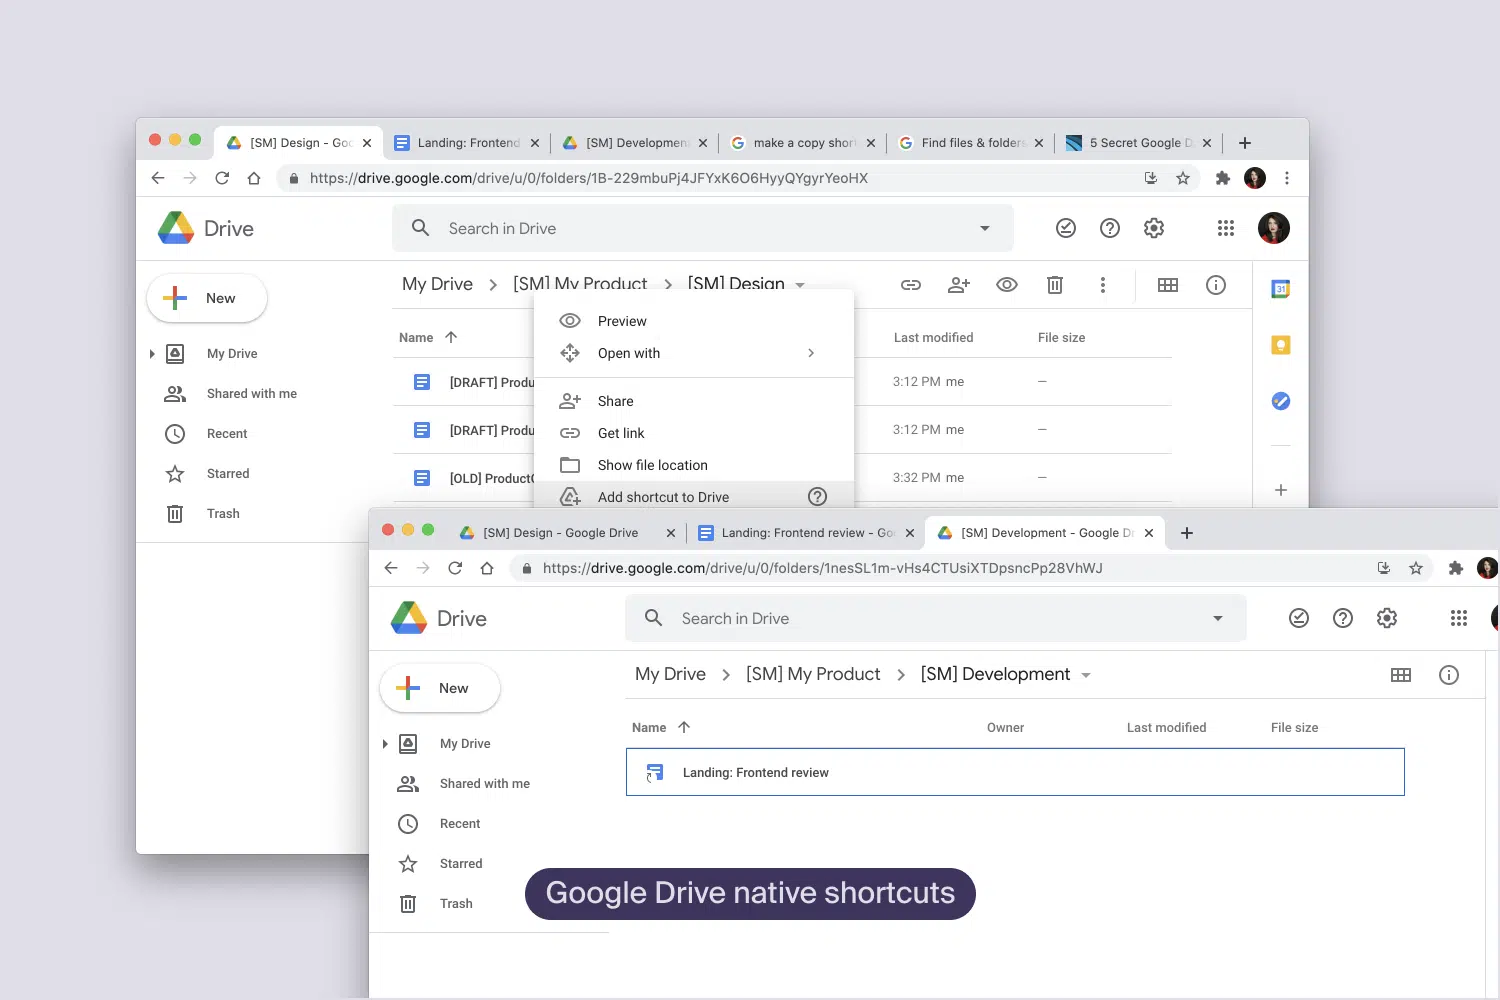 [SM] Design - Goo
Landing: Frontend
[SM] Development
make a copy short
Find files & folders
5 Secret Google D
https://drive.google.com/drive/u/0/folders/1B-229mbuPj4JFYxK6O6HyyQYgyrYeoHX
Drive
Search in Drive
New
My Drive
Shared with me
Recent
Starred
Trash
My Drive > [SM] My Product > [SM] Design
31
Name Last modified File size
[DRAFT] Produ 3:12 PM me –
[DRAFT] Produ 3:12 PM me –
[OLD] Product 3:32 PM me –
Preview
Open with
Share
Get link
Show file location
Add shortcut to Drive
[SM] Design - Google Drive
Landing: Frontend review - Go
[SM] Development - Google D
https://drive.google.com/drive/u/0/folders/1nesSL1m-vHs4CTUsiXTDpsncPp28VhWJ
Drive
Search in Drive
New
My Drive
Shared with me
Recent
Starred
Trash
My Drive > [SM] My Product > [SM] Development
Name Owner Last modified File size
Landing: Frontend review
Google Drive native shortcuts